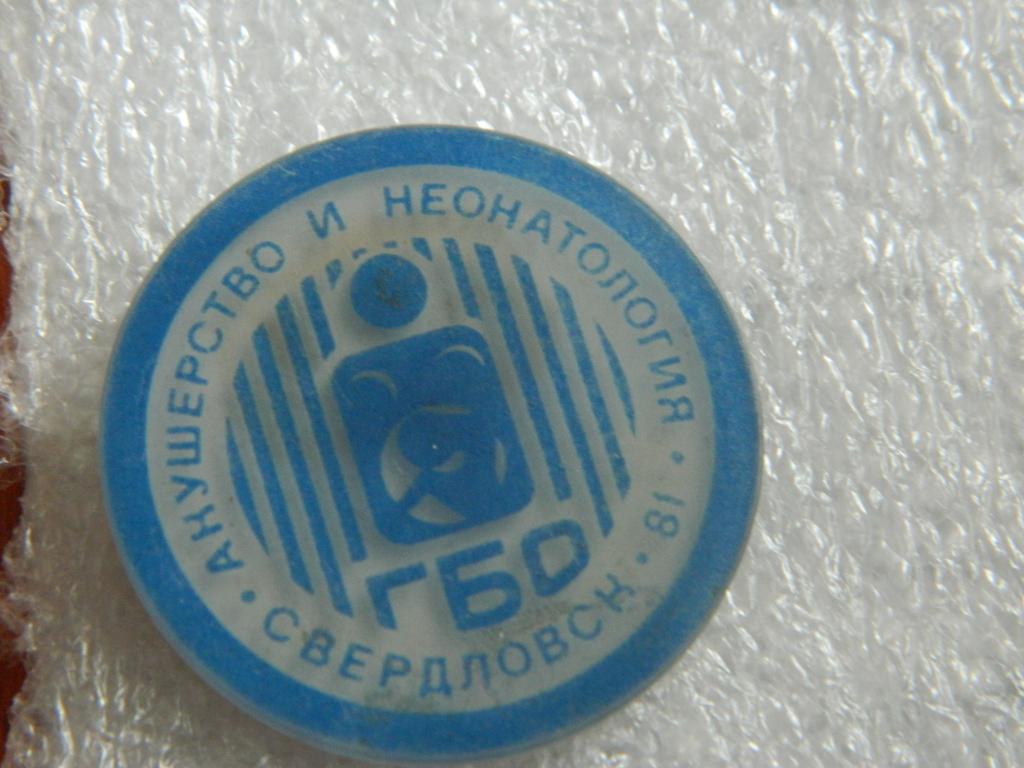 АКУШЕРСТВО И НЕОНАТОЛОГИЯ
ГБО
• СВЕРДЛОВСК • 81 •